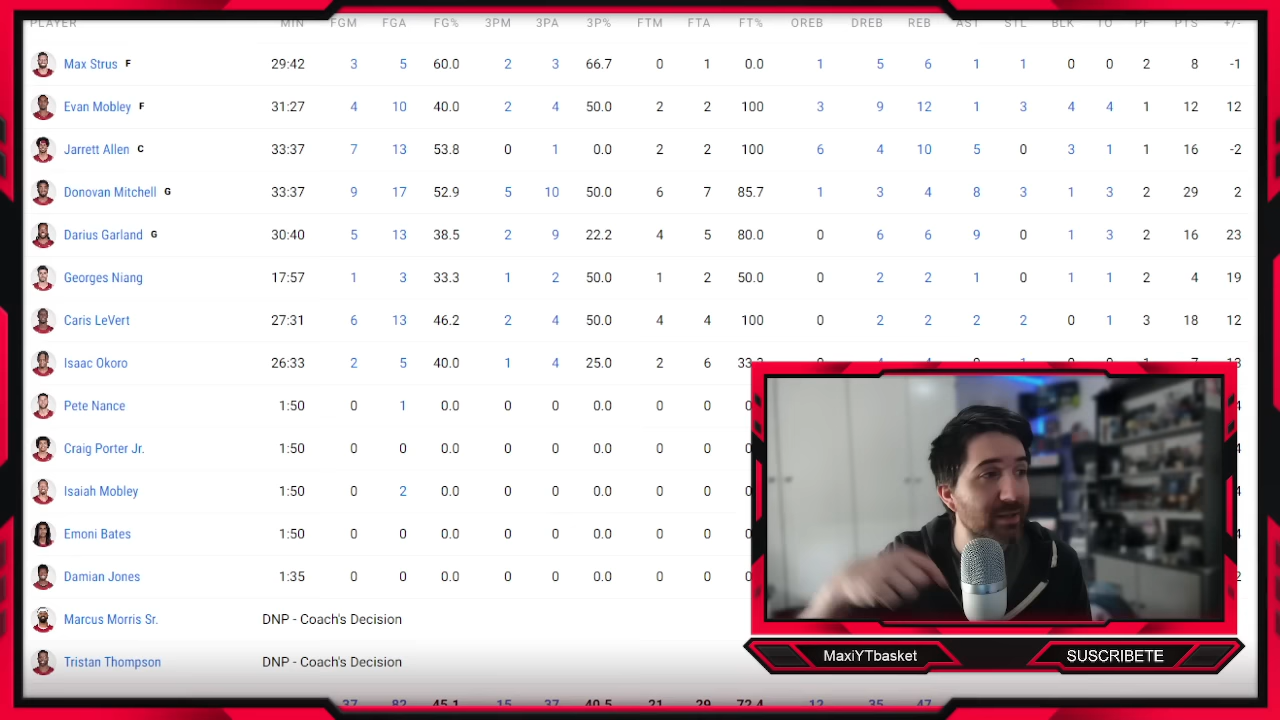 PLAYER MIN FGM FGA FG% 3PM 3PA 3P% FTM FTA FT% OREB DREB REB AST STL BLK TO PF PTS +/-
Max Strus F 29:42 3 5 60.0 2 3 66.7 0 1 0.0 1 5 6 1 1 0 0 2 8 -1
Evan Mobley F 31:27 4 10 40.0 2 4 50.0 2 2 100 3 9 12 1 3 4 4 1 12 12
Jarrett Allen C 33:37 7 13 53.8 0 1 0.0 2 2 100 6 4 10 5 0 3 1 1 16 -2
Donovan Mitchell G 33:37 9 17 52.9 5 10 50.0 6 7 85.7 1 3 4 8 3 1 3 2 29 2
Darius Garland G 30:40 5 13 38.5 2 9 22.2 4 5 80.0 0 6 6 9 0 1 3 2 16 23
Georges Niang 17:57 1 3 33.3 1 2 50.0 1 2 50.0 0 2 2 1 0 1 1 2 4 19
Caris LeVert 27:31 6 13 46.2 2 4 50.0 4 4 100 0 2 2 2 2 0 1 3 18 12
Isaac Okoro 26:33 2 5 40.0 1 4 25.0 2 6
Pete Nance 1:50 0 1 0.0 0 0 0.0 0 0
Craig Porter Jr. 1:50 0 0 0.0 0 0 0.0 0 0
Isaiah Mobley 1:50 0 2 0.0 0 0 0.0 0 0
Emoni Bates 1:50 0 0 0.0 0 0 0.0 0 0
Damian Jones 1:35 0 0 0.0 0 0 0.0 0 0
Marcus Morris Sr. DNP - Coach's Decision
Tristan Thompson DNP - Coach's Decision
37 82 45.1 15 37 40.5 21 29 72.4 12 35 47
MaxiYTbasket
SUSCRIBETE